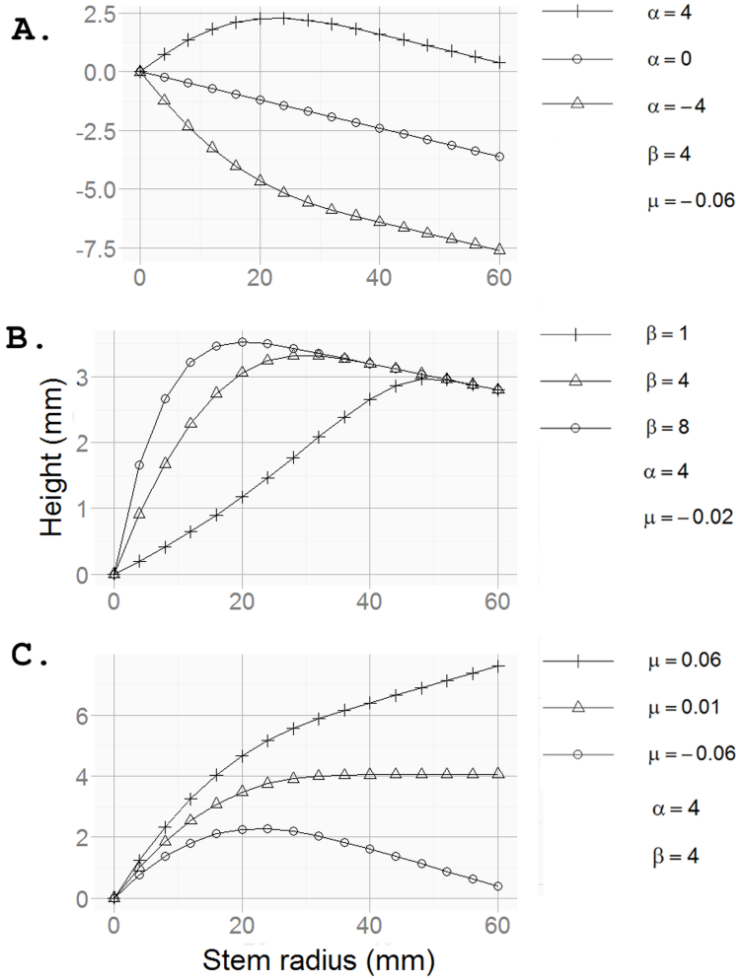 A.
2.5
0.0
-2.5
-5.0
-7.5
0 20 40 60
α = 4
α = 0
α = −4
β = 4
μ = −0.06
B.
Height (mm)
3
2
1
0
0 20 40 60
β = 1
β = 4
β = 8
α = 4
μ = −0.02
C.
6
4
2
0
0 20 40 60
Stem radius (mm)
μ = 0.06
μ = 0.01
μ = −0.06
α = 4
β = 4